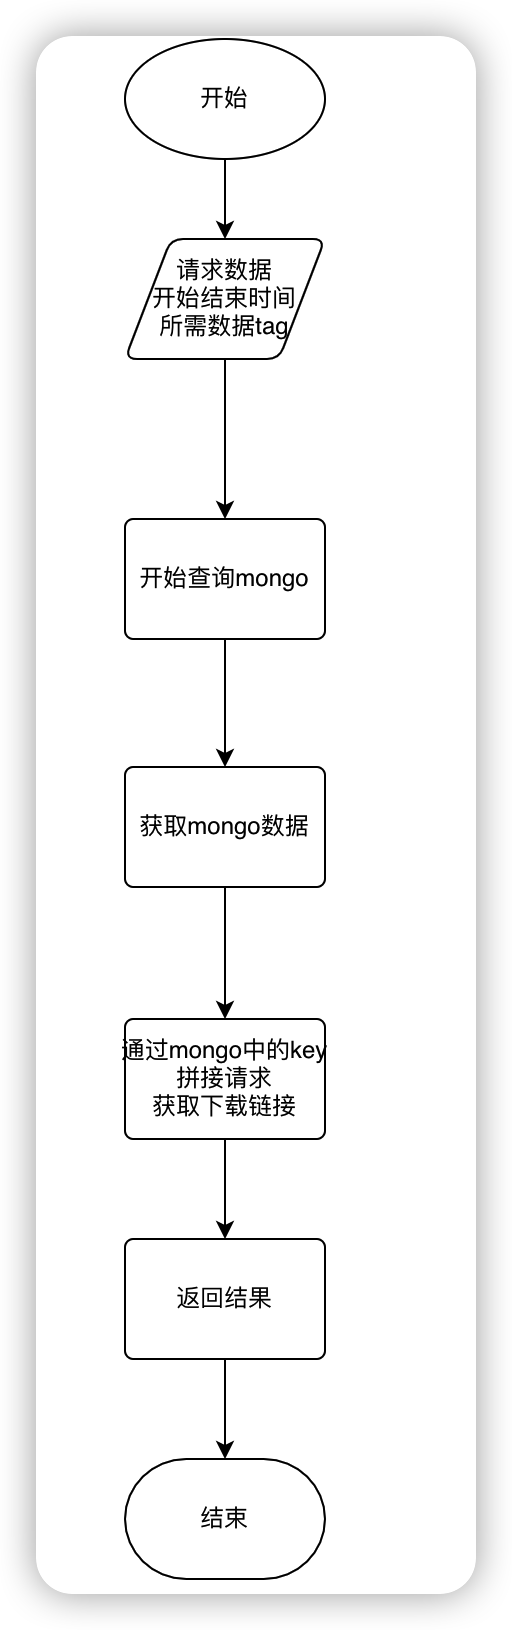 开始
请求数据
开始结束时间
所需数据tag
开始查询mongo
获取mongo数据
通过mongo中的key
拼接请求
获取下载链接
返回结果
结束